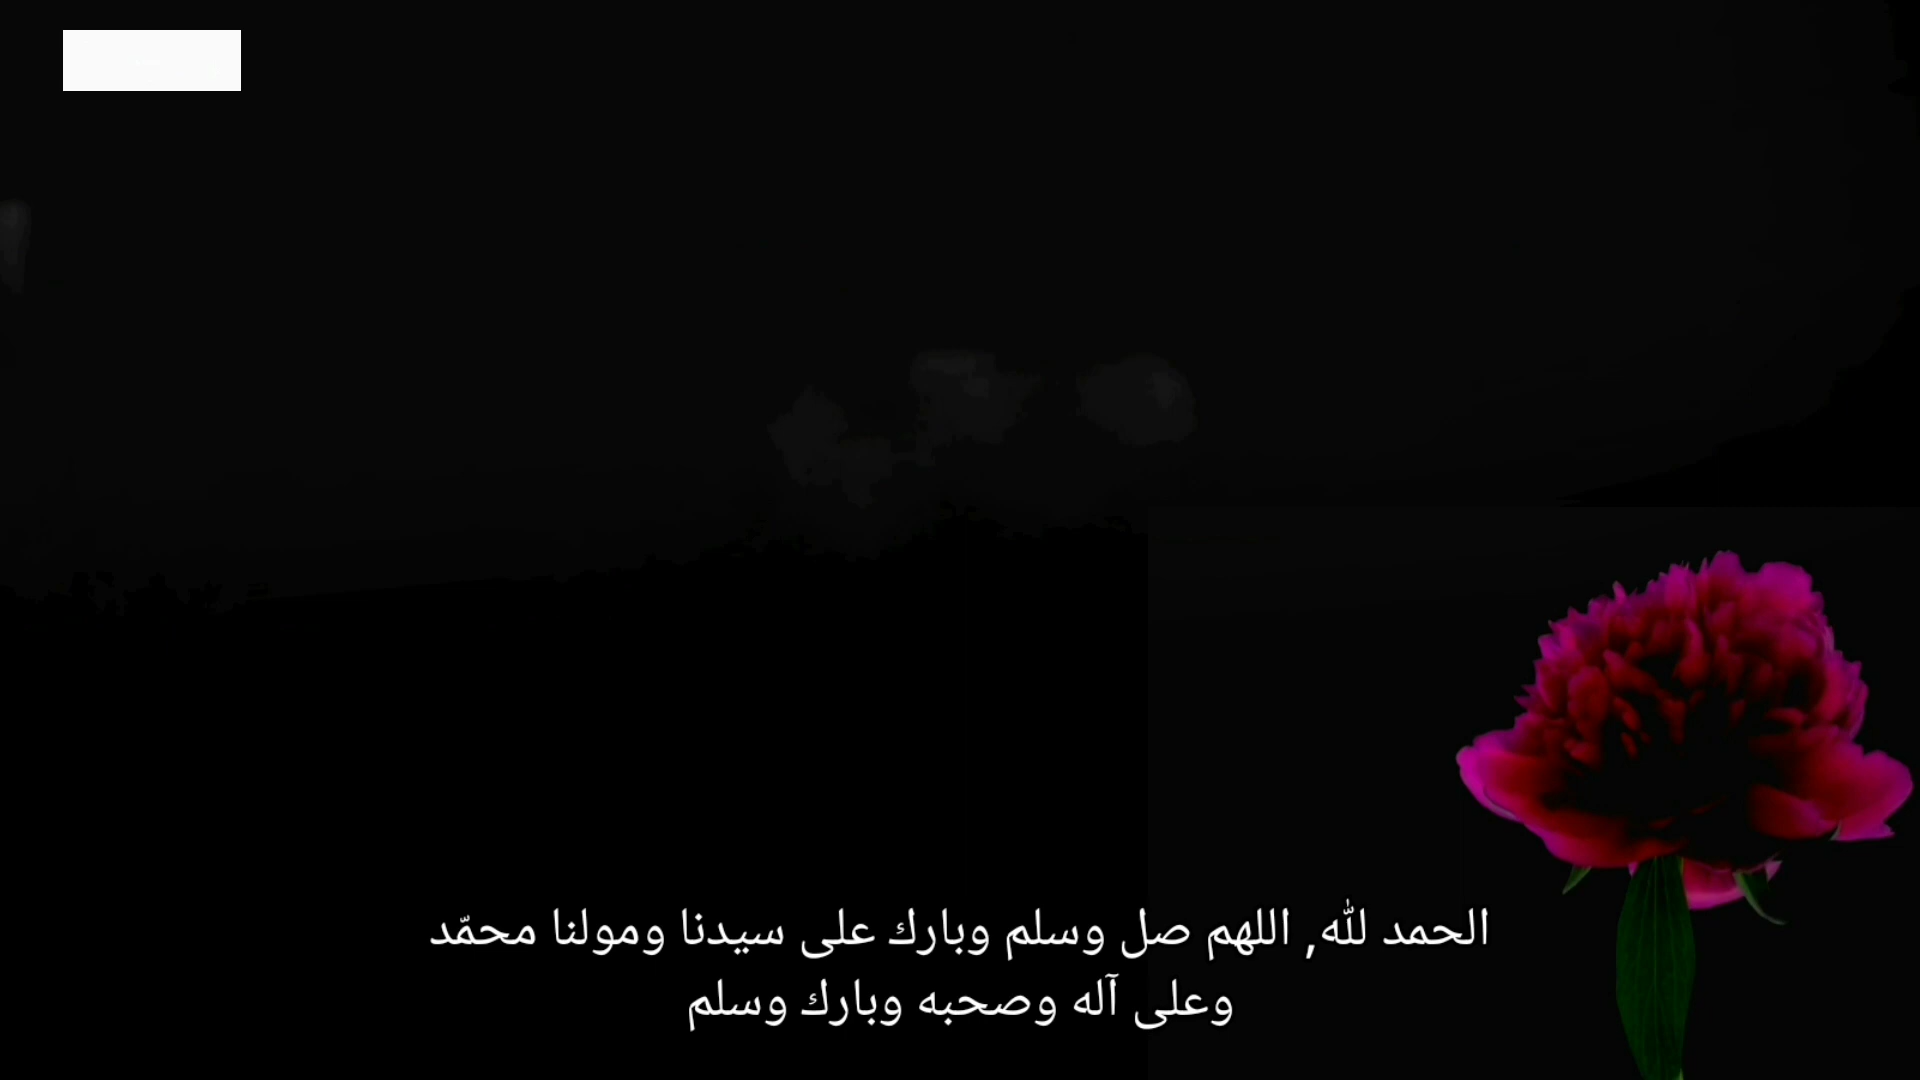 الحمد لله, اللهم صل وسلم وبارك على سيدنا ومولنا محمّد
وعلى آله وصحبه وبارك وسلم